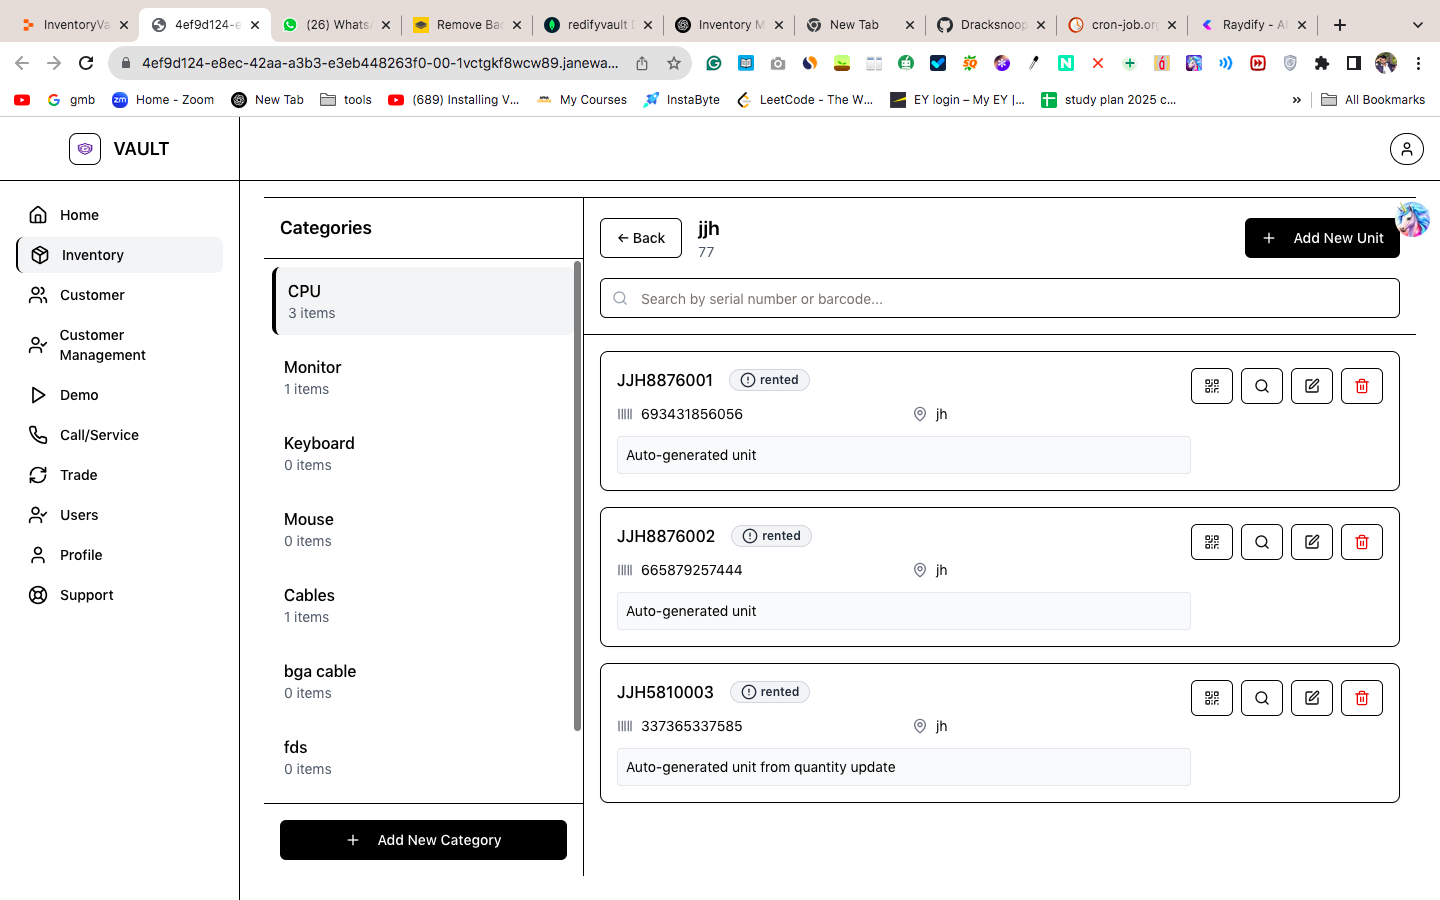 InventoryVa
4ef9d124-e
(26) Whats
Remove Ba
redifyvault
Inventory M
New Tab
Dracksnoop
cron-job.or
Raydify - A
4ef9d124-e8ec-42aa-a3b3-e3eb448263f0-00-1vctgkf8wcw89.janewa...
gmb
Home - Zoom
New Tab
tools
(689) Installing V...
My Courses
InstaByte
LeetCode - The W...
EY login – My EY |...
study plan 2025 c...
»
All Bookmarks
VAULT
Home
Inventory
Customer
Customer
Management
Demo
Call/Service
Trade
Users
Profile
Support
Categories
CPU
3 items
Monitor
1 items
Keyboard
0 items
Mouse
0 items
Cables
1 items
bga cable
0 items
fds
0 items
+ Add New Category
← Back
jjh
77
+ Add New Unit
Search by serial number or barcode...
JJH8876001 rented
693431856056 jh
Auto-generated unit
JJH8876002 rented
665879257444 jh
Auto-generated unit
JJH5810003 rented
337365337585 jh
Auto-generated unit from quantity update